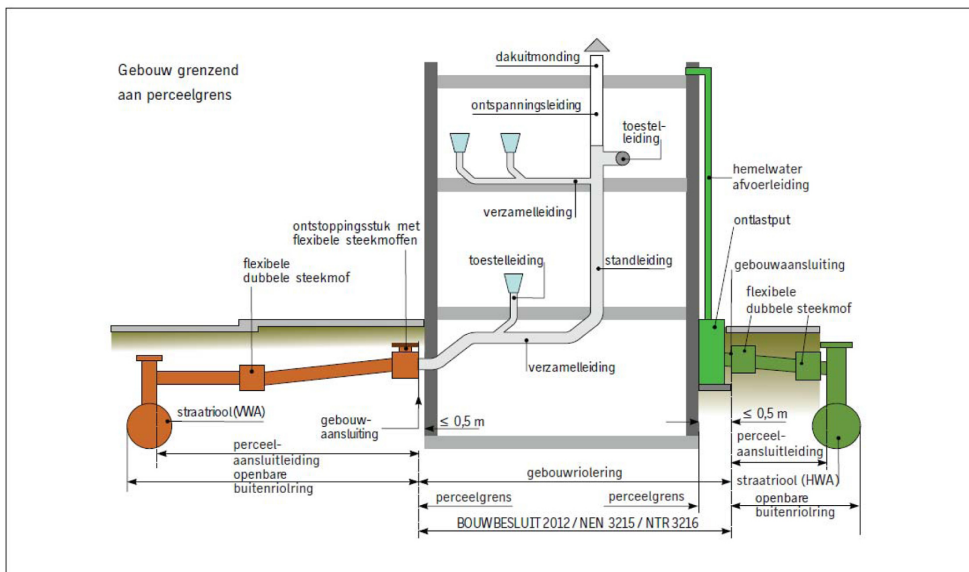 Gebouw grenzend
aan perceelgrens
dakuitmonding
ontspanningsleiding
toestel-
leiding
hemelwater
afvoerleiding
verzamelleiding
ontlastput
ontstoppingsstuk met
flexibele steekmoffen
toestelleiding
standleiding
gebouwaansluiting
flexibele
dubbele steekmof
flexibele
dubbele steekmof
verzamelleiding
straatriool(VWA)
gebouw-
aansluiting
≤ 0,5 m
≤ 0,5 m
perceel-
aansluitleiding
perceel-
aansluitleiding
openbare
buitenriolring
gebouwriolering
straatriool (HWA)
perceelgrens
perceelgrens
openbare
buitenriolring
BOUWBESLUIT 2012 / NEN 3215 / NTR 3216